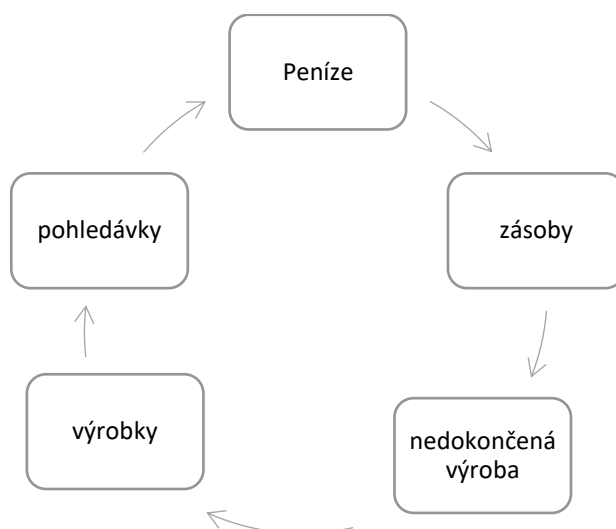 Peníze
zásoby
nedokončená
výroba
výrobky
pohledávky